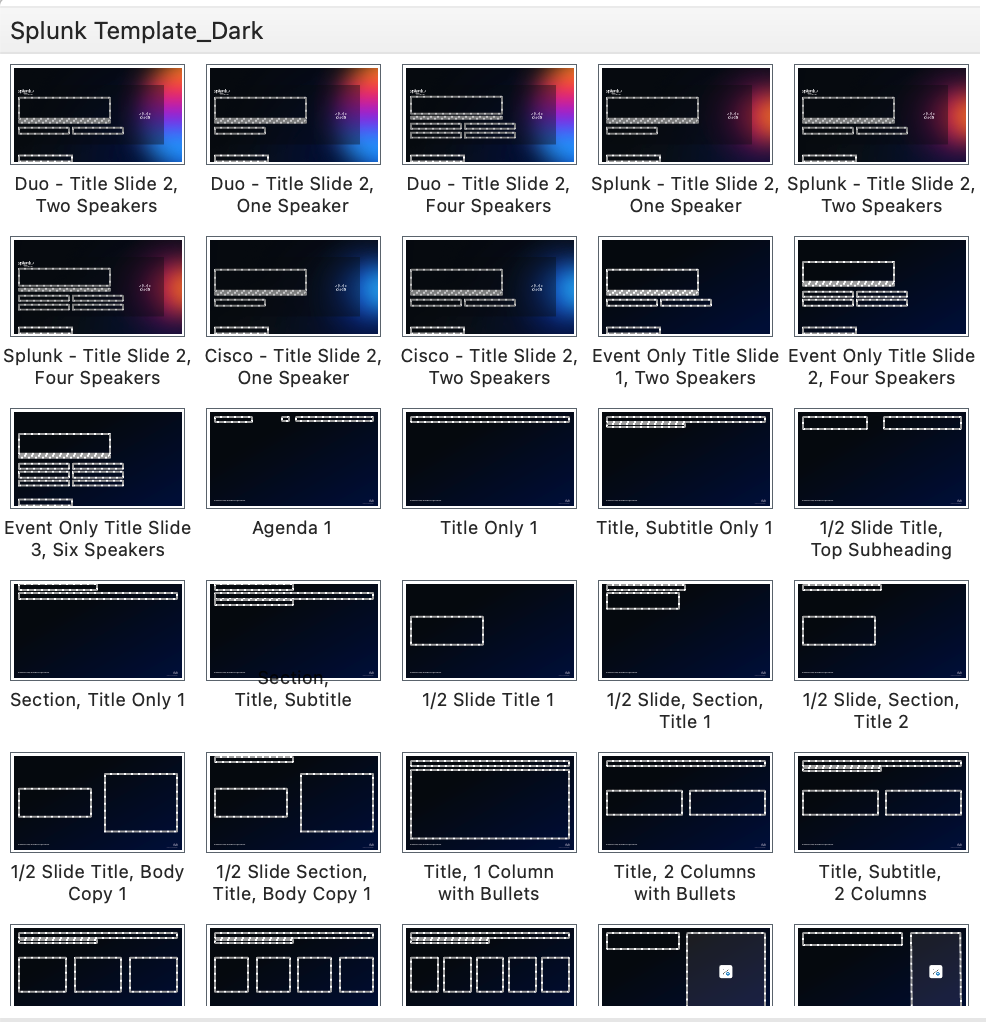 Splunk Template_Dark
Duo - Title Slide 2,
Two Speakers
Duo - Title Slide 2,
One Speaker
Duo - Title Slide 2,
Four Speakers
Splunk - Title Slide 2,
One Speaker
Splunk - Title Slide 2,
Two Speakers
Splunk - Title Slide 2,
Four Speakers
Cisco - Title Slide 2,
One Speaker
Cisco - Title Slide 2,
Two Speakers
Event Only Title Slide
1, Two Speakers
Event Only Title Slide
2, Four Speakers
Event Only Title Slide
3, Six Speakers
Agenda 1
Title Only 1
Title, Subtitle Only 1
1/2 Slide Title,
Top Subheading
Section, Title Only 1
Section,
Title, Subtitle
1/2 Slide Title 1
1/2 Slide, Section,
Title 1
1/2 Slide, Section,
Title 2
1/2 Slide Title, Body
Copy 1
1/2 Slide Section,
Title, Body Copy 1
Title, 1 Column
with Bullets
Title, 2 Columns
with Bullets
Title, Subtitle,
2 Columns